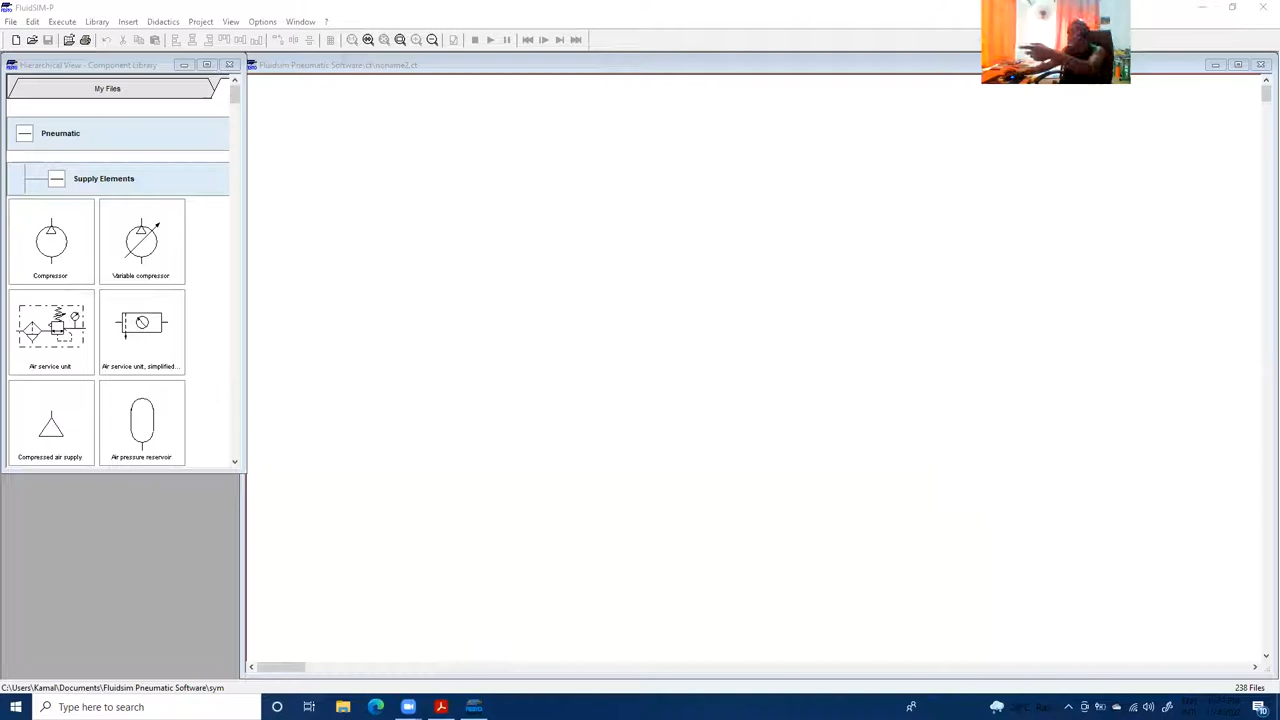 FluidSIM-P
File Edit Execute Library Insert Didactics Project View Options Window ?
Hierarchical View - Component Library
Fluidsim Pneumatic Software\ct\noname2.ct
My Files
Pneumatic
Supply Elements
Compressor Variable compressor
Air service unit Air service unit, simplified...
Compressed air supply Air pressure reservoir
C:\Users\Kamal\Documents\Fluidsim Pneumatic Software\sym 238 Files
Type here to search
FESTO